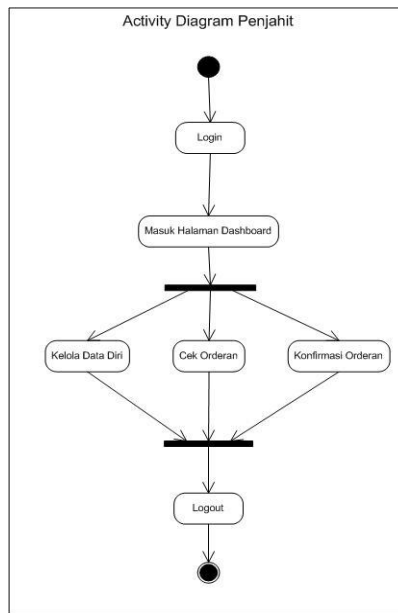 Activity Diagram Penjahit
Login
Masuk Halaman Dashboard
Kelola Data Diri
Cek Orderan
Konfirmasi Orderan
Logout